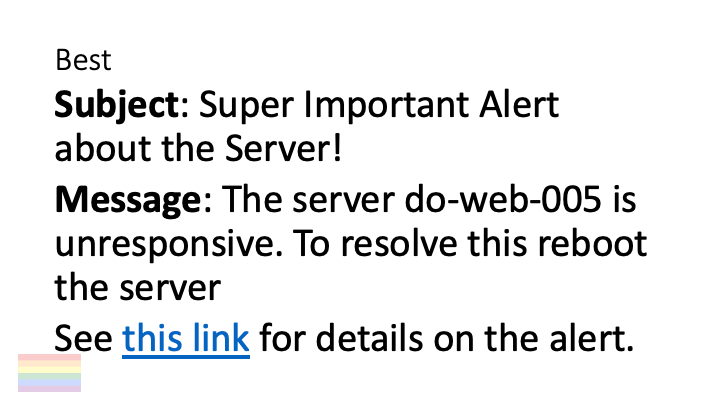 Best
Subject: Super Important Alert
about the Server!
Message: The server do-web-005 is
unresponsive. To resolve this reboot
the server
See this link for details on the alert.